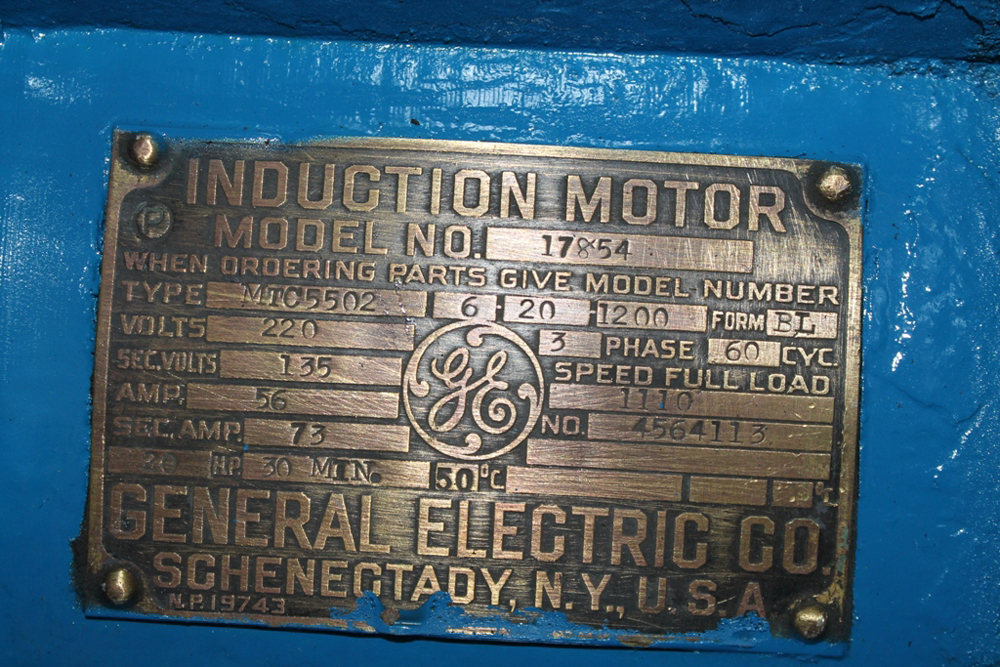 INDUCTION MOTOR
P
MODEL NO. 17854
WHEN ORDERING PARTS GIVE MODEL NUMBER
TYPE MTC5502 6-20-1200 FORM BL
VOLTS 220 3 PHASE 60 CYC.
SEC. VOLTS 135 GE SPEED FULL LOAD
AMP. 56 1110
SEC. AMP. 73 NO. 4564113
20 HP. 30 MIN. 50°C
GENERAL ELECTRIC CO.
SCHENECTADY, N.Y., U.S.A
N.P. 19743